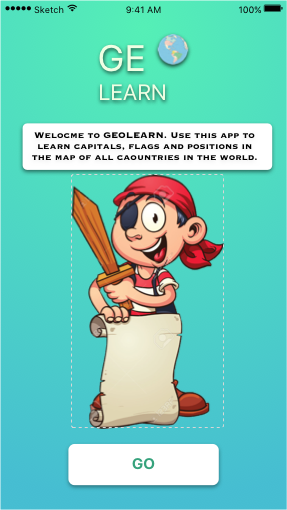 Sketch 9:41 AM 100%
GE
LEARN
Welocme to GEOLEARN. Use this app to
learn capitals, flags and positions in
the map of all caountries in the world.
GO